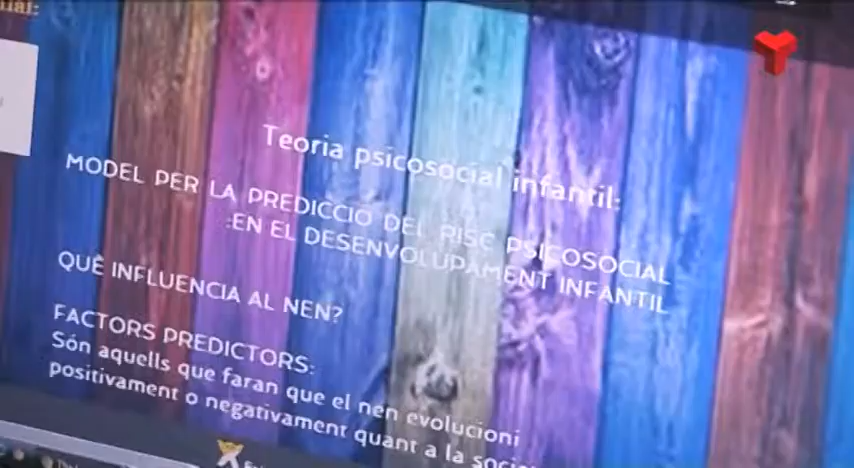 Teoria psicosocial infantil:
MODEL PER LA PREDICCIO DEL RISC PSICOSOCIAL
:EN EL DESENVOLUPAMENT INFANTIL
QUÈ INFLUENCIA AL NEN?
FACTORS PREDICTORS:
Són aquells que faran que el nen evolucioni
positivament o negativament quant a la